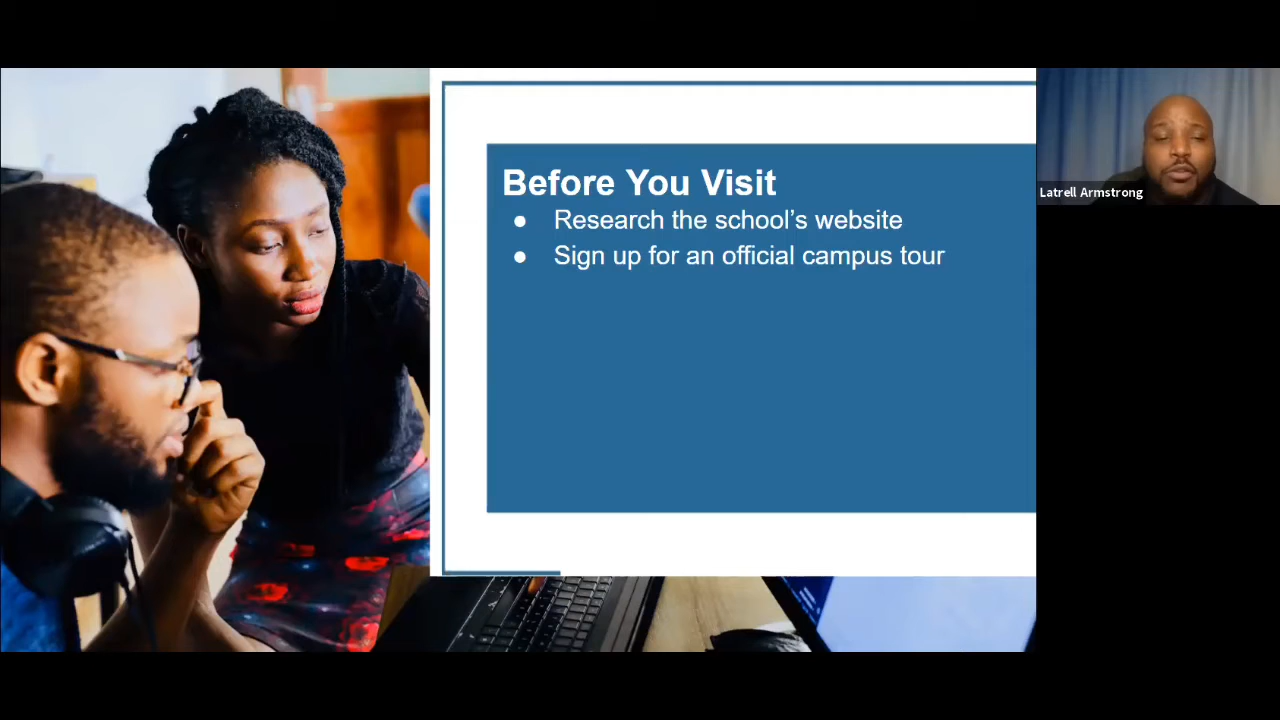 Before You Visit
● Research the school’s website
● Sign up for an official campus tour
Latrell Armstrong